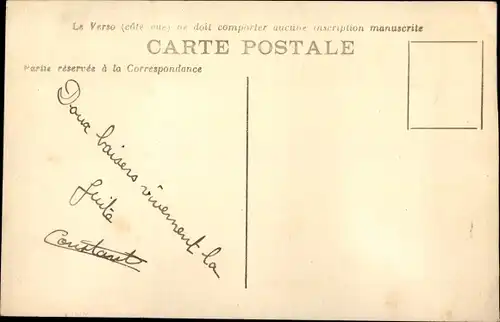 Le Verso (côté vue) ne doit comporter aucune inscription manuscrite
CARTE POSTALE
Partie réservée à la Correspondance
Doux baisers vivement la
suite
Constant